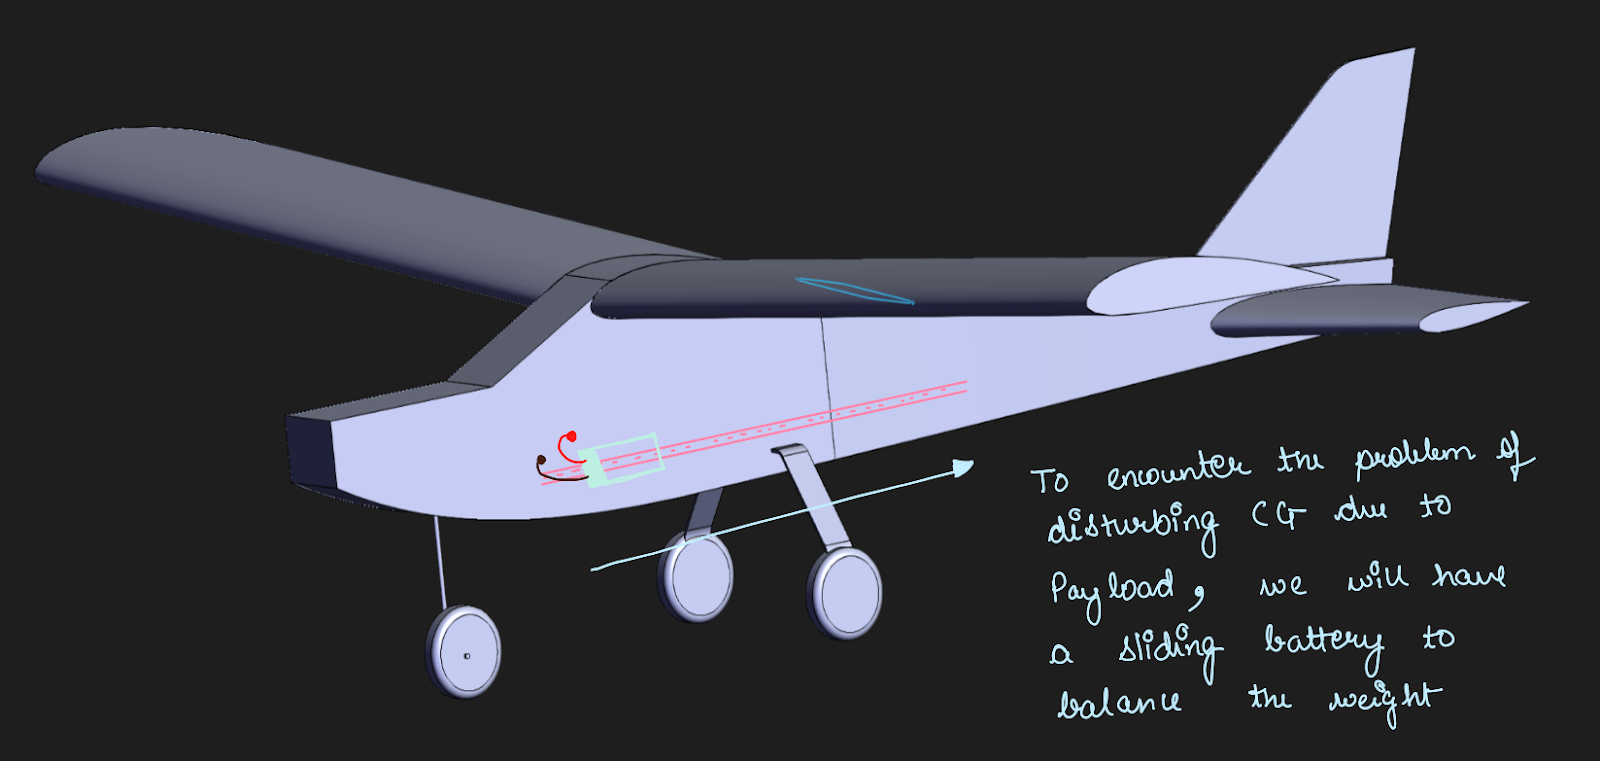 To encounter the problem of
disturbing CG due to
Payload, we will have
a sliding battery to
balance the weight